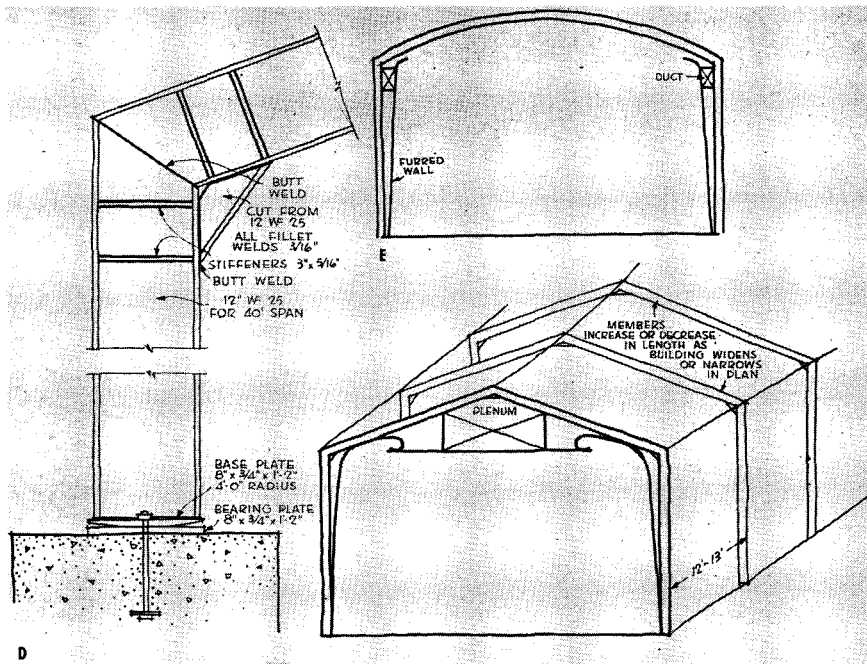 BUTT
WELD
CUT FROM
12 WF 25
ALL FILLET
WELDS 3/16"
STIFFENERS 3" x 5/16"
BUTT WELD
12" WF 25
FOR 40' SPAN
BASE PLATE
8" x 3/4" x 1'-2"
4'-0" RADIUS
BEARING PLATE
8" x 3/4" x 1'-2"
D
DUCT
FURRED
WALL
E
MEMBERS
INCREASE OR DECREASE
IN LENGTH AS
BUILDING WIDENS
OR NARROWS
IN PLAN
PLENUM
12'-13'